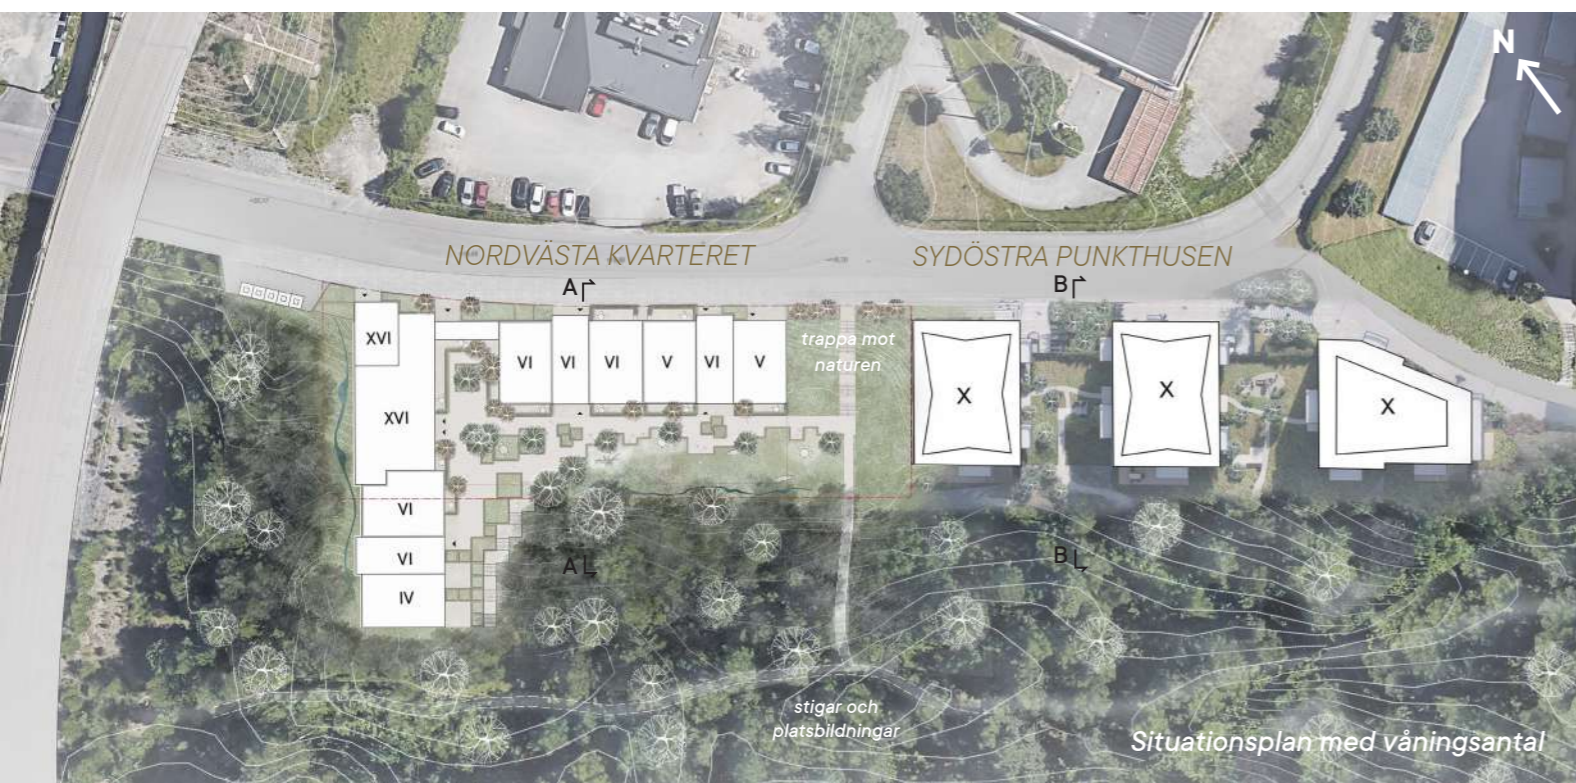 N
NORDVÄSTA KVARTERET
SYDÖSTRA PUNKTHUSEN
A
B
XVI
XVI
VI
VI
VI
V
VI
V
trappa mot
naturen
X
X
X
VI
VI
IV
A
B
stigar och
platsbildningar
Situationsplan med våningsantal